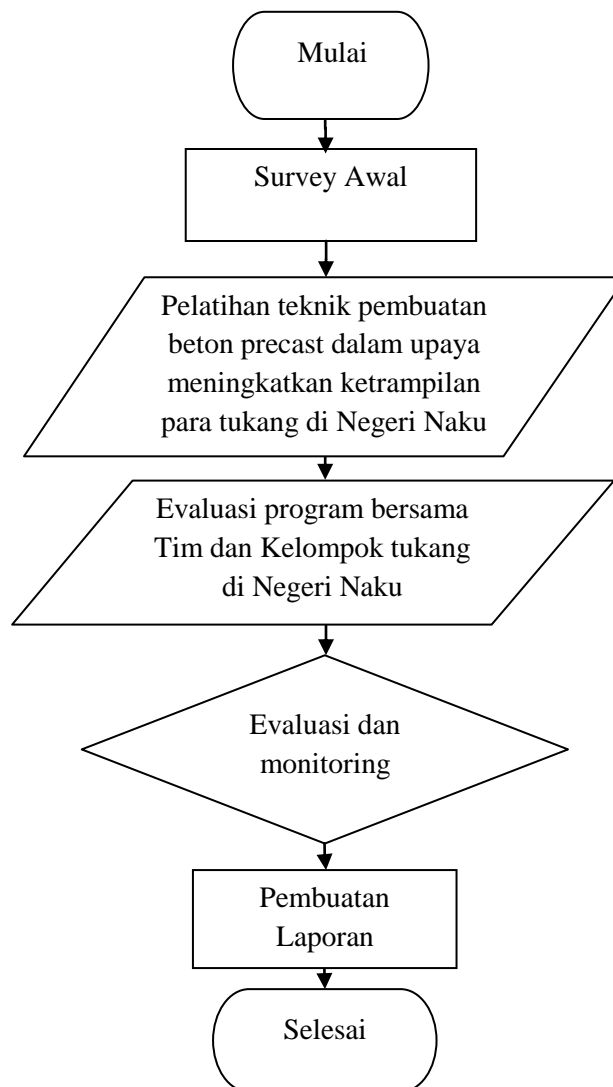 Mulai
Survey Awal
Pelatihan teknik pembuatan
beton precast dalam upaya
meningkatkan ketrampilan
para tukang di Negeri Naku
Evaluasi program bersama
Tim dan Kelompok tukang
di Negeri Naku
Evaluasi dan
monitoring
Pembuatan
Laporan
Selesai